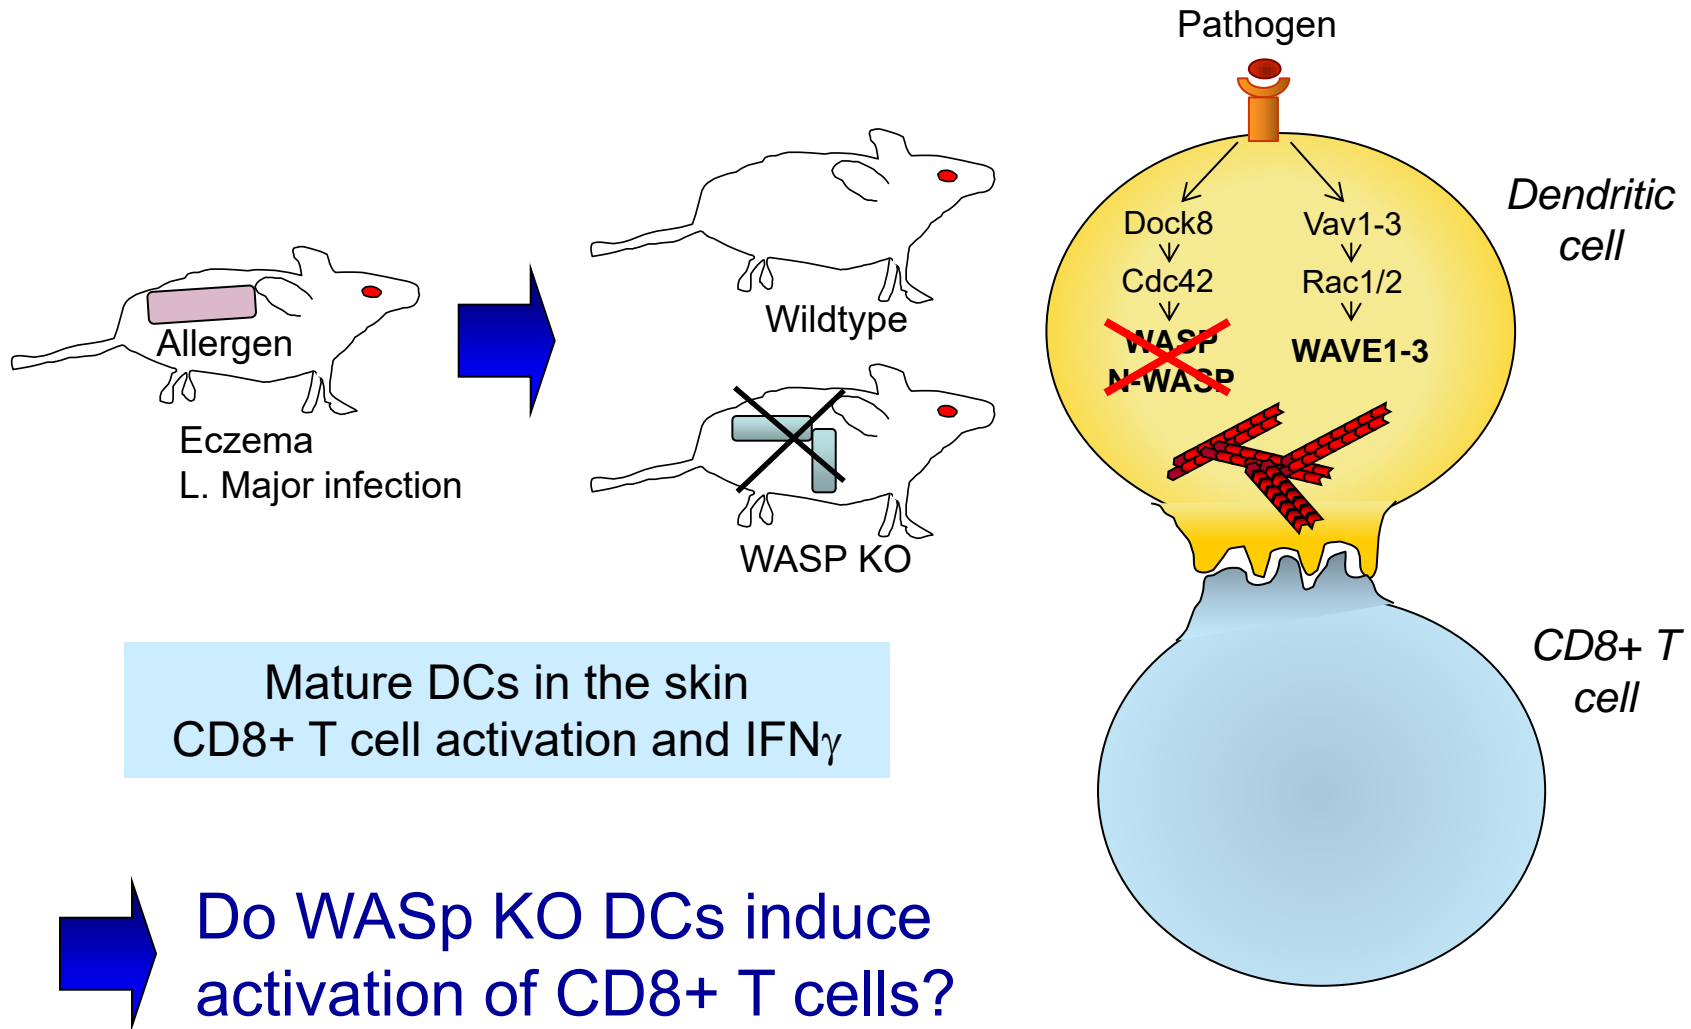 Pathogen
Dendritic
cell
Dock8
Vav1-3
Cdc42
Rac1/2
WASP
N-WASP
WAVE1-3
Allergen
Wildtype
Eczema
L. Major infection
WASP KO
Mature DCs in the skin
CD8+ T cell activation and IFNγ
CD8+ T
cell
Do WASp KO DCs induce
activation of CD8+ T cells?